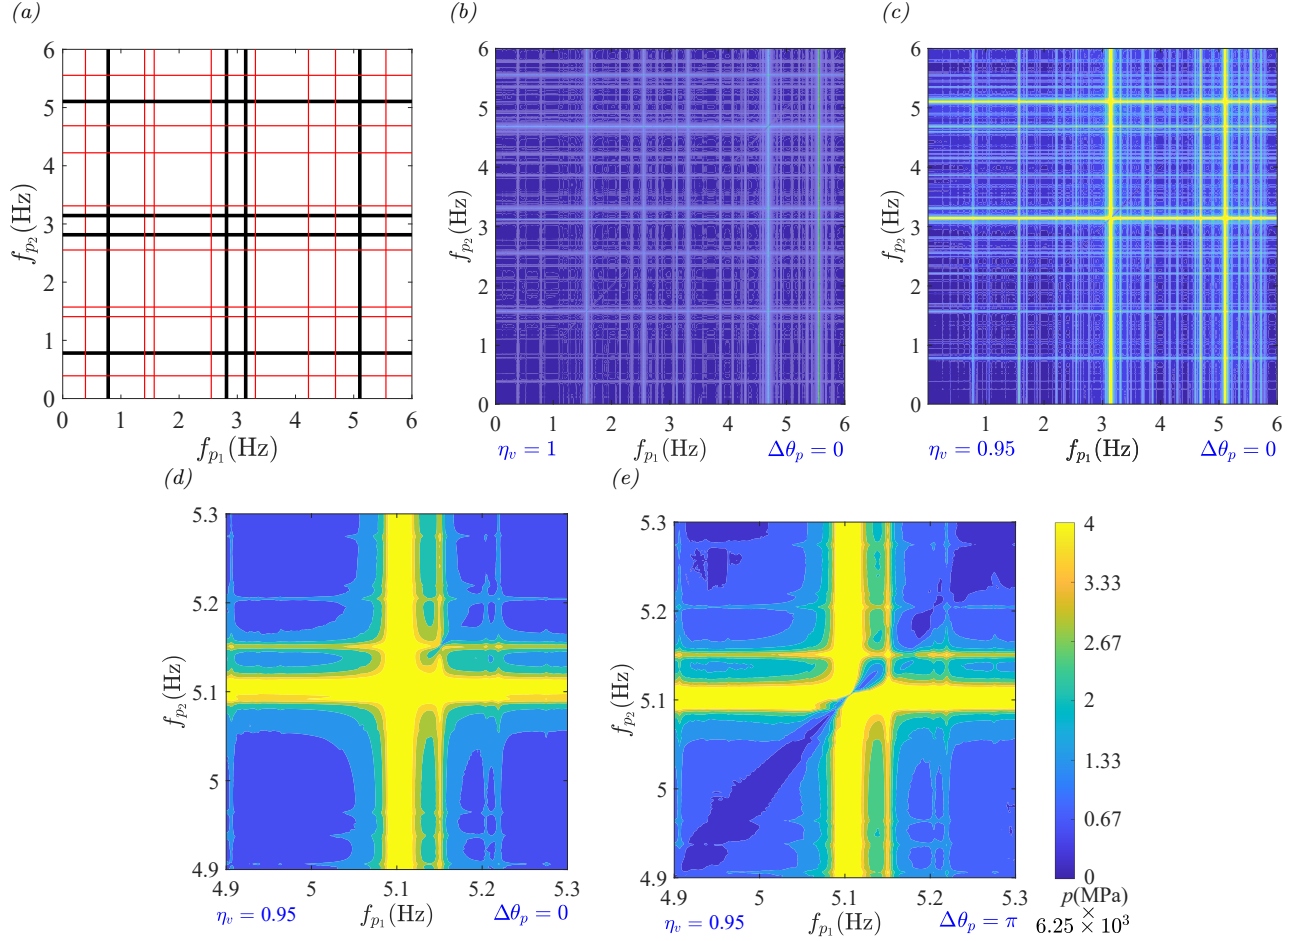 (a)
6
5
4
3
2
1
0
f_{p_2}(Hz)
0 1 2 3 4 5 6
f_{p_1}(Hz)
(b)
6
5
4
3
2
1
0
f_{p_2}(Hz)
0 1 2 3 4 5 6
η_v = 1 f_{p_1}(Hz) Δθ_p = 0
(c)
6
5
4
3
2
1
0
f_{p_2}(Hz)
1 2 3 4 5 6
η_v = 0.95 f_{p_1}(Hz) Δθ_p = 0
(d)
5.3
5.2
5.1
5
4.9
f_{p_2}(Hz)
4.9 5 5.1 5.2 5.3
η_v = 0.95 f_{p_1}(Hz) Δθ_p = 0
(e)
5.3
5.2
5.1
5
4.9
f_{p_2}(Hz)
4.9 5 5.1 5.2 5.3
η_v = 0.95 f_{p_1}(Hz) Δθ_p = π
4
3.33
2.67
2
1.33
0.67
0
p(MPa)
×
6.25 × 10³